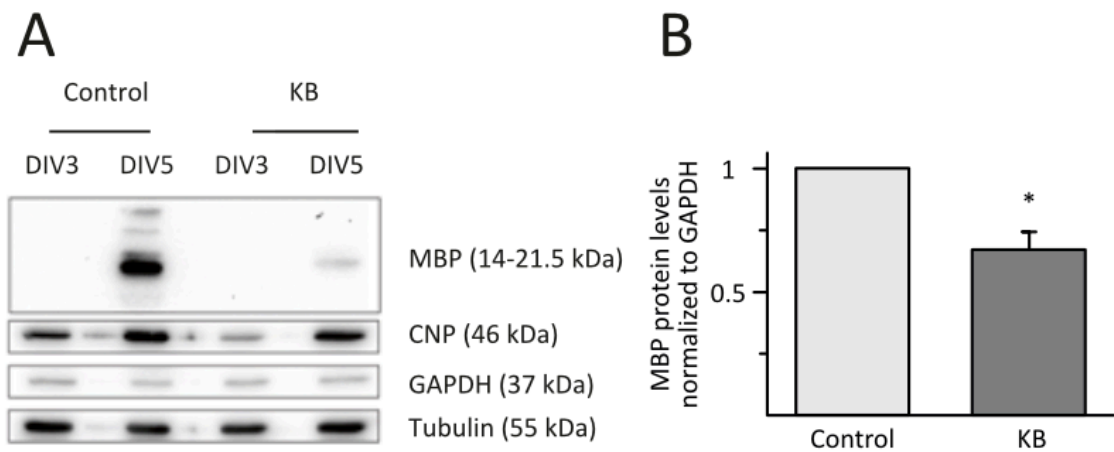 A
Control KB
DIV3 DIV5 DIV3 DIV5
MBP (14-21.5 kDa)
CNP (46 kDa)
GAPDH (37 kDa)
Tubulin (55 kDa)
B
MBP protein levels
normalized to GAPDH
1
0.5
*
Control KB